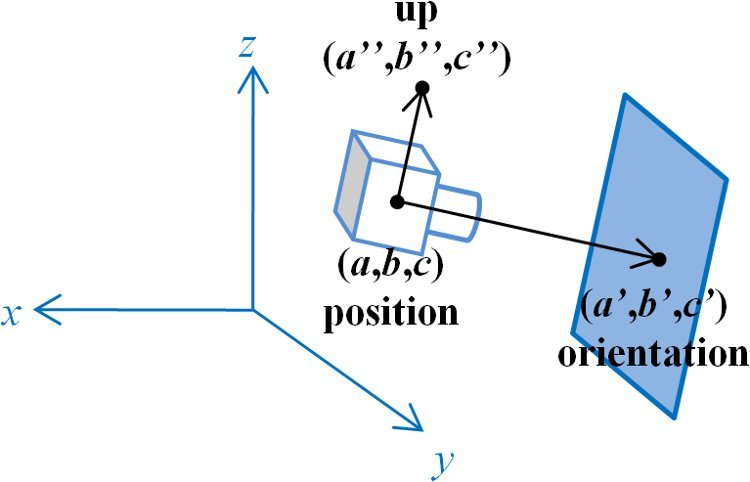 up
(a’’,b’’,c’’)
z
(a,b,c)
position
(a’,b’,c’)
orientation
x
y